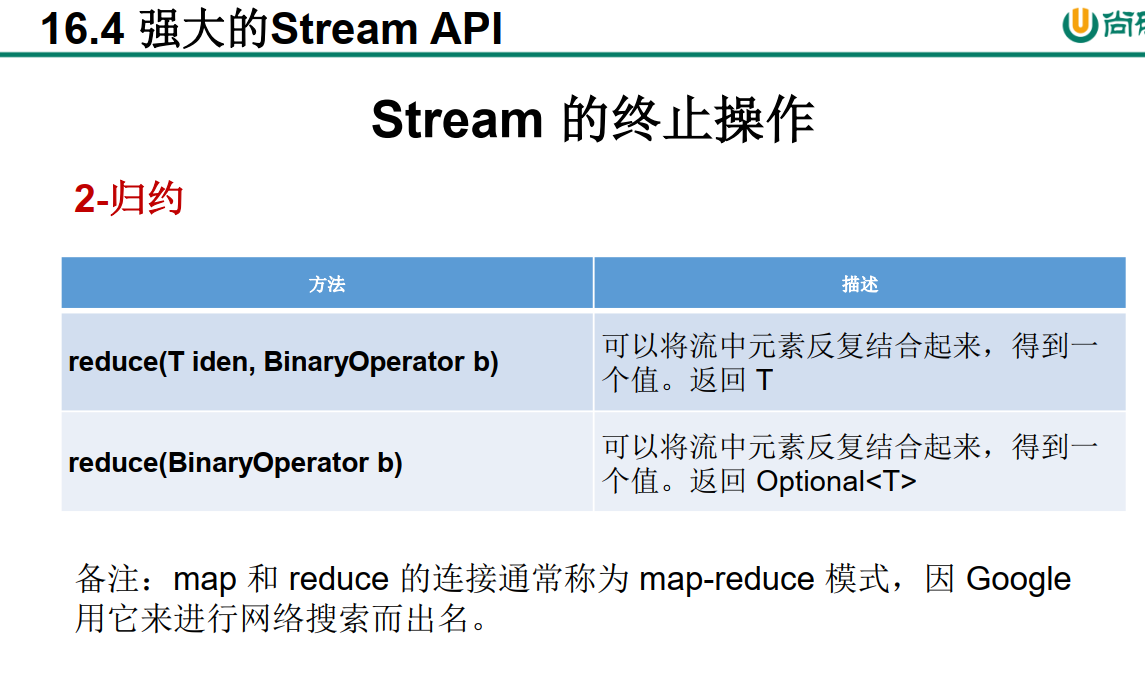 16.4 强大的Stream API
尚
Stream 的终止操作
2-归约
方法
描述
reduce(T iden, BinaryOperator b)
可以将流中元素反复结合起来，得到一
个值。返回 T
reduce(BinaryOperator b)
可以将流中元素反复结合起来，得到一
个值。返回 Optional<T>
备注：map 和 reduce 的连接通常称为 map-reduce 模式，因 Google
用它来进行网络搜索而出名。